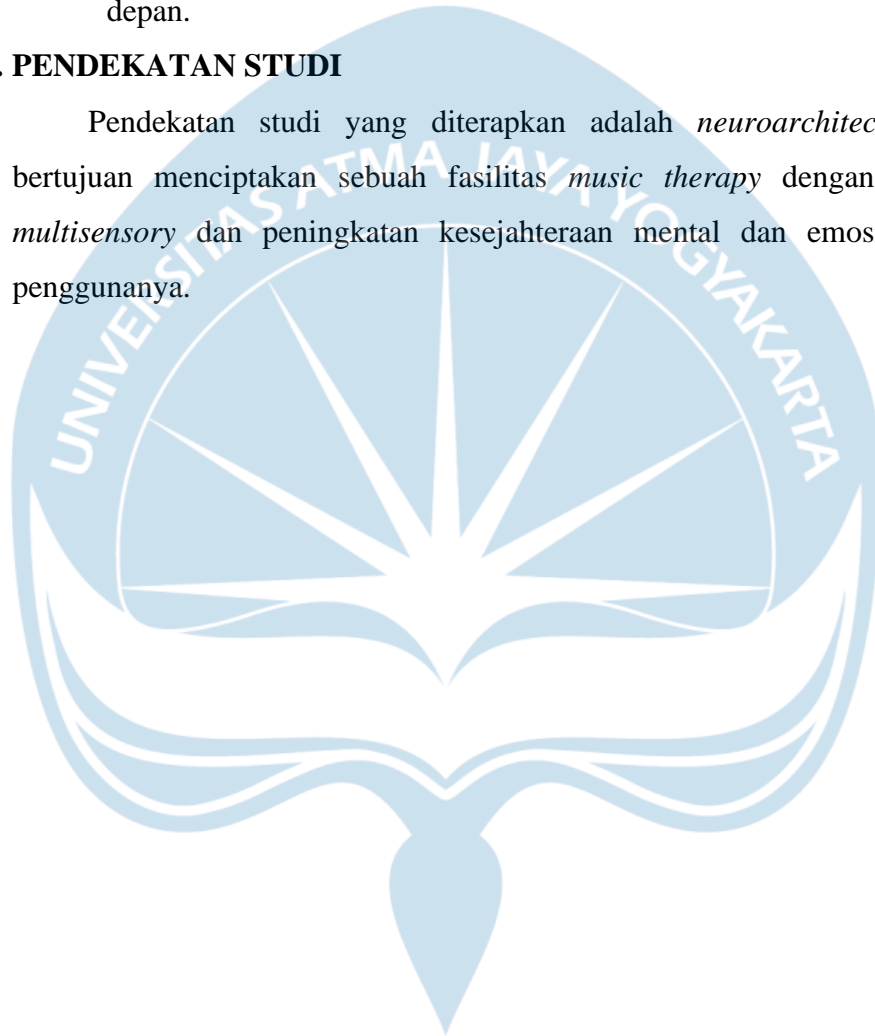 depan.
. PENDEKATAN STUDI
Pendekatan studi yang diterapkan adalah neuroarchitec
bertujuan menciptakan sebuah fasilitas music therapy dengan
multisensory dan peningkatan kesejahteraan mental dan emos
penggunanya.
UNIVERSITAS ATMA JAYA YOGYAKARTA